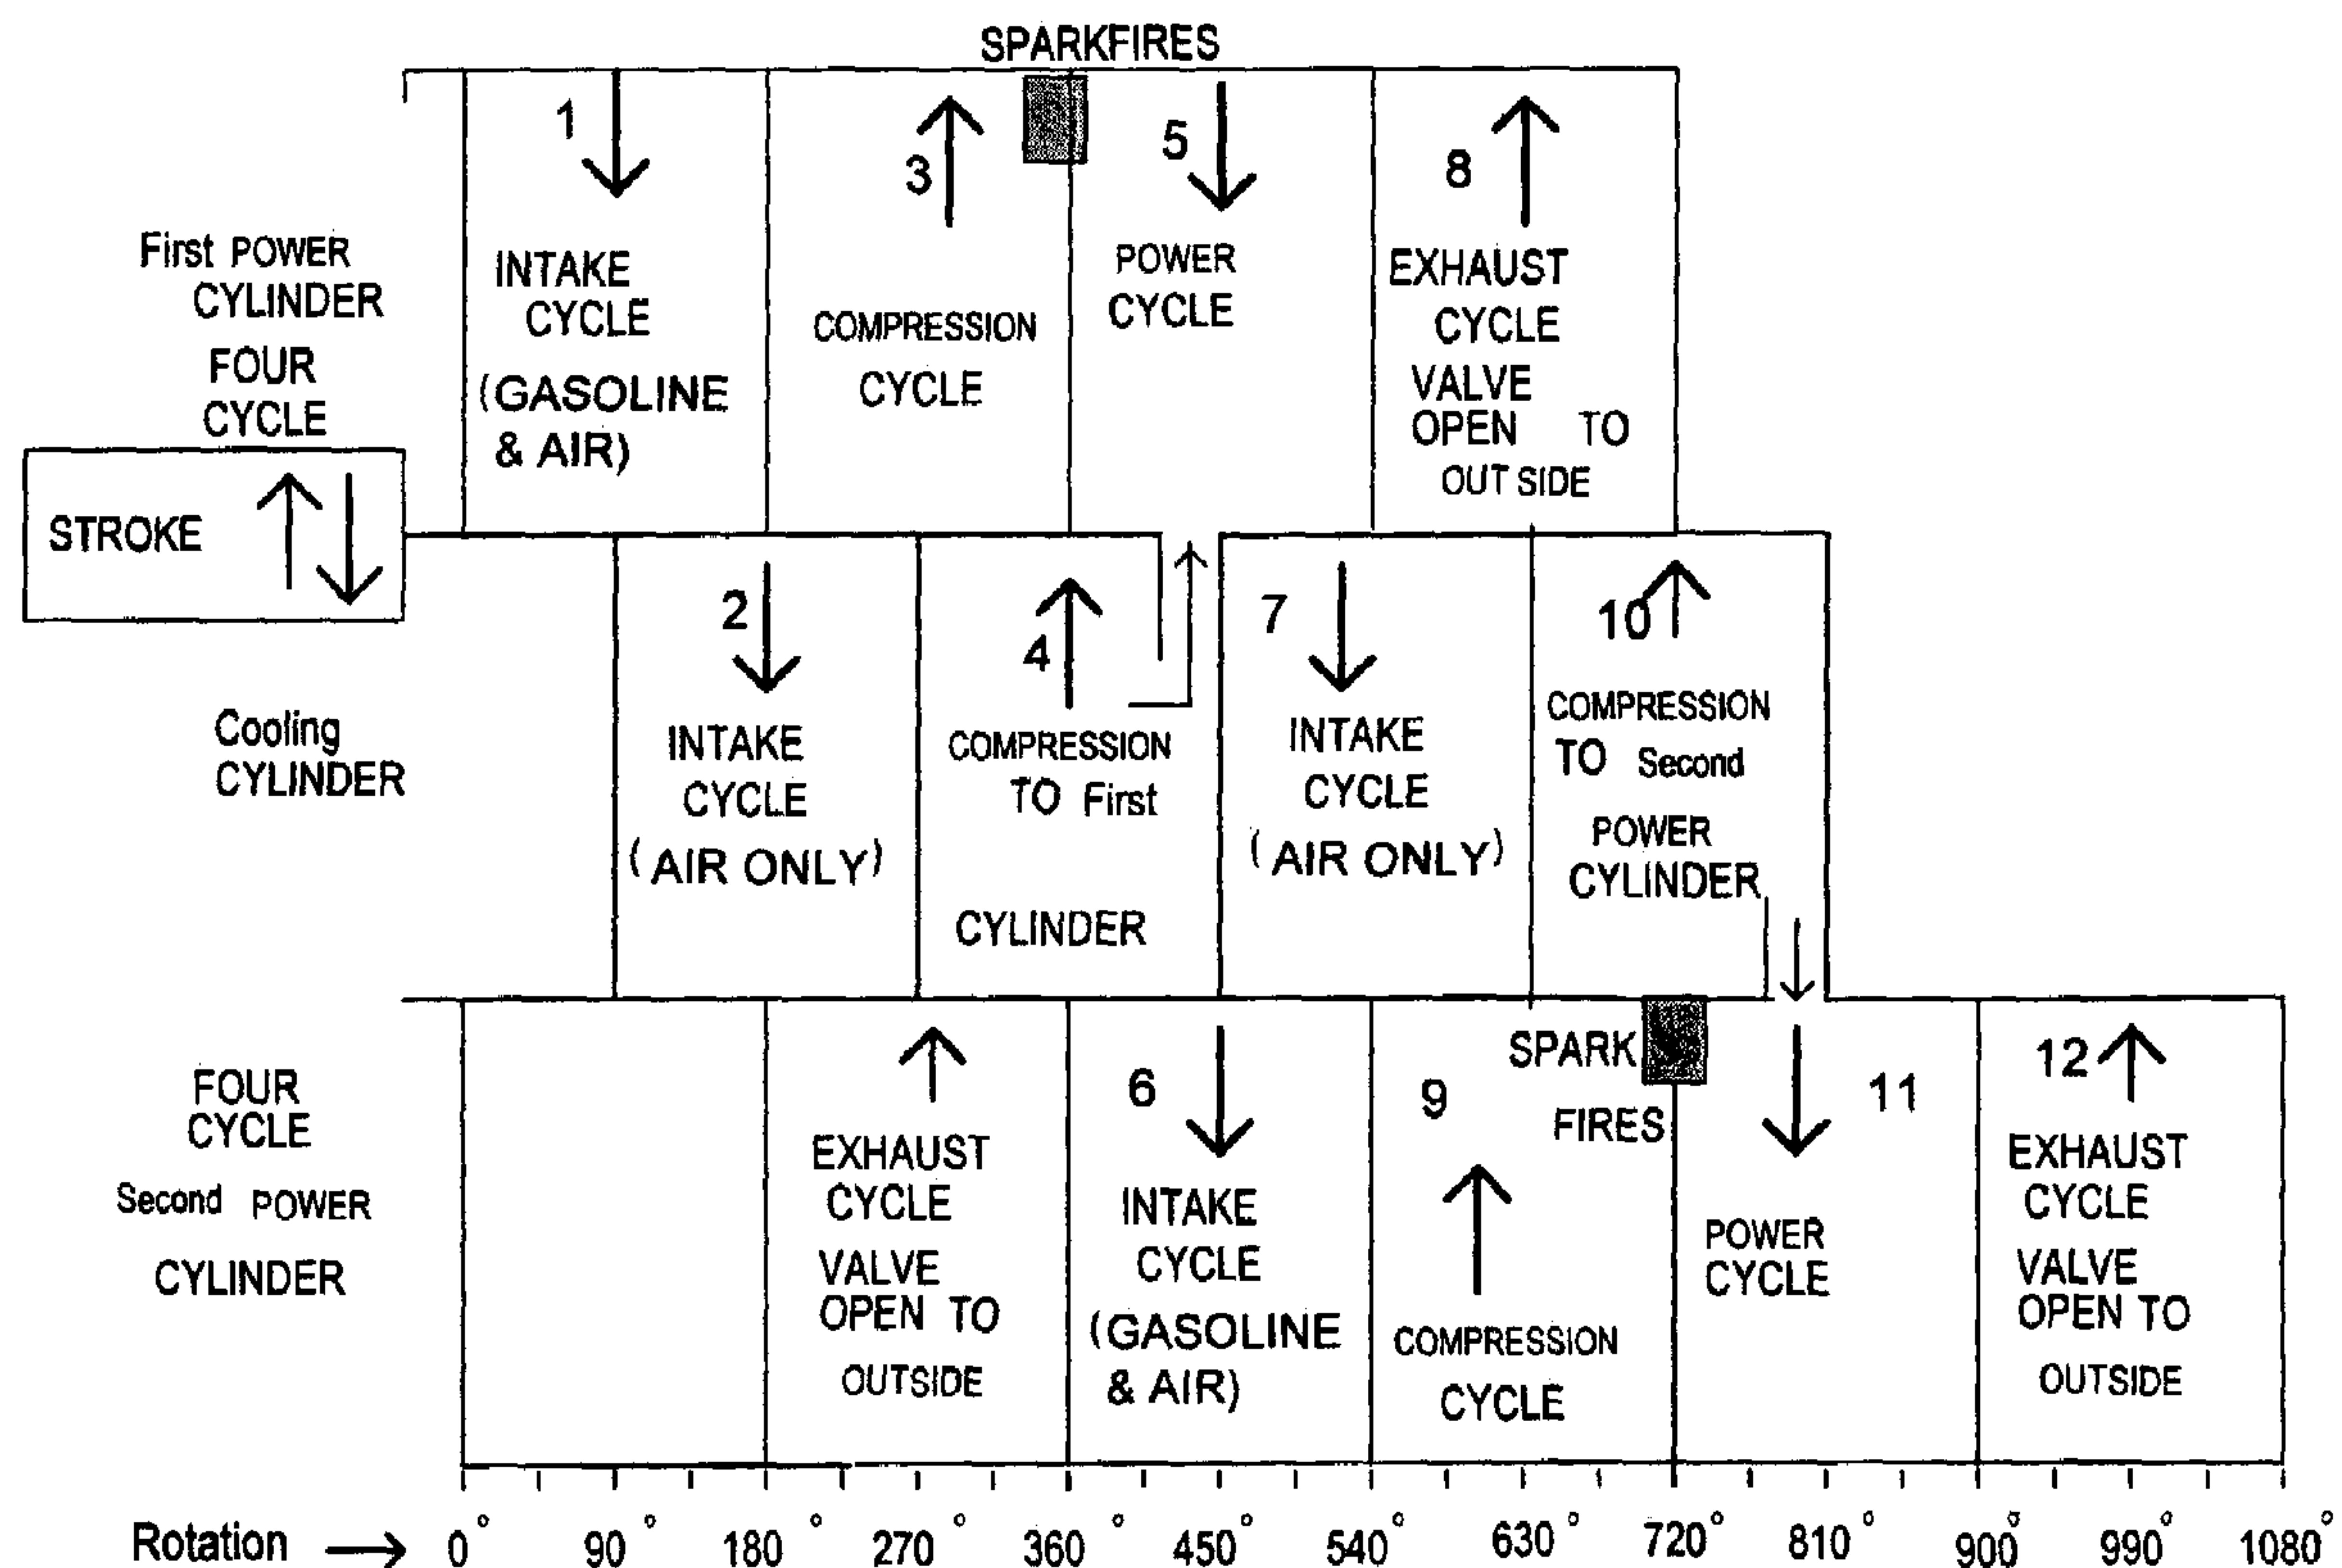 SPARKFIRES
1
3
5
8
First POWER
CYLINDER
FOUR
CYCLE
INTAKE
CYCLE
(GASOLINE
& AIR)
COMPRESSION
CYCLE
POWER
CYCLE
EXHAUST
CYCLE
VALVE
OPEN TO
OUT SIDE
STROKE
Cooling
CYLINDER
2
INTAKE
CYCLE
(AIR ONLY)
4
COMPRESSION
TO First
CYLINDER
7
INTAKE
CYCLE
(AIR ONLY)
10
COMPRESSION
TO Second
POWER
CYLINDER
FOUR
CYCLE
Second POWER
CYLINDER
EXHAUST
CYCLE
VALVE
OPEN TO
OUTSIDE
6
INTAKE
CYCLE
(GASOLINE
& AIR)
9
COMPRESSION
CYCLE
SPARK
FIRES
11
POWER
CYCLE
12
EXHAUST
CYCLE
VALVE
OPEN TO
OUTSIDE
Rotation 0° 90° 180° 270° 360° 450° 540° 630° 720° 810° 900° 990° 1080°